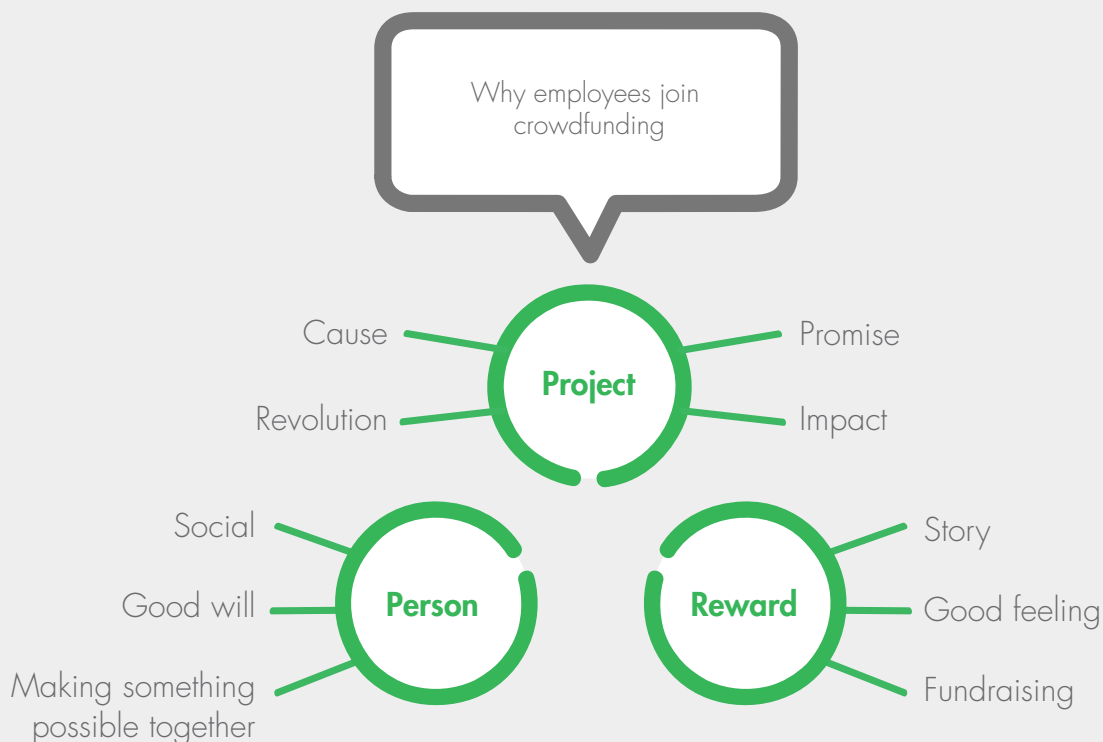 Why employees join
crowdfunding
Cause
Promise
Project
Revolution
Impact
Social
Story
Good will
Person
Reward
Good feeling
Making something
possible together
Fundraising